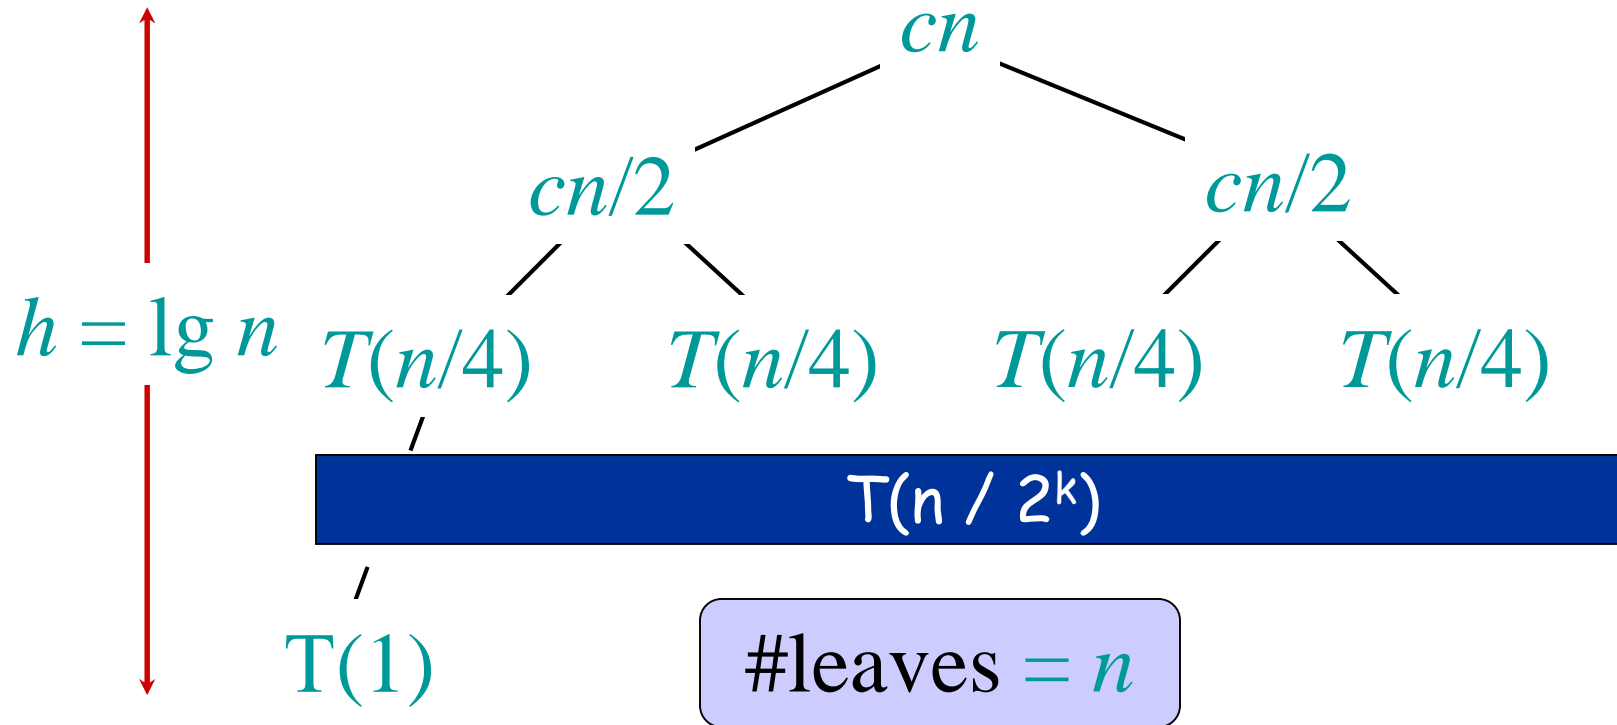 cn
cn/2 cn/2
h = lg n T(n/4) T(n/4) T(n/4) T(n/4)
T(n / 2ᵏ)
T(1) #leaves = n